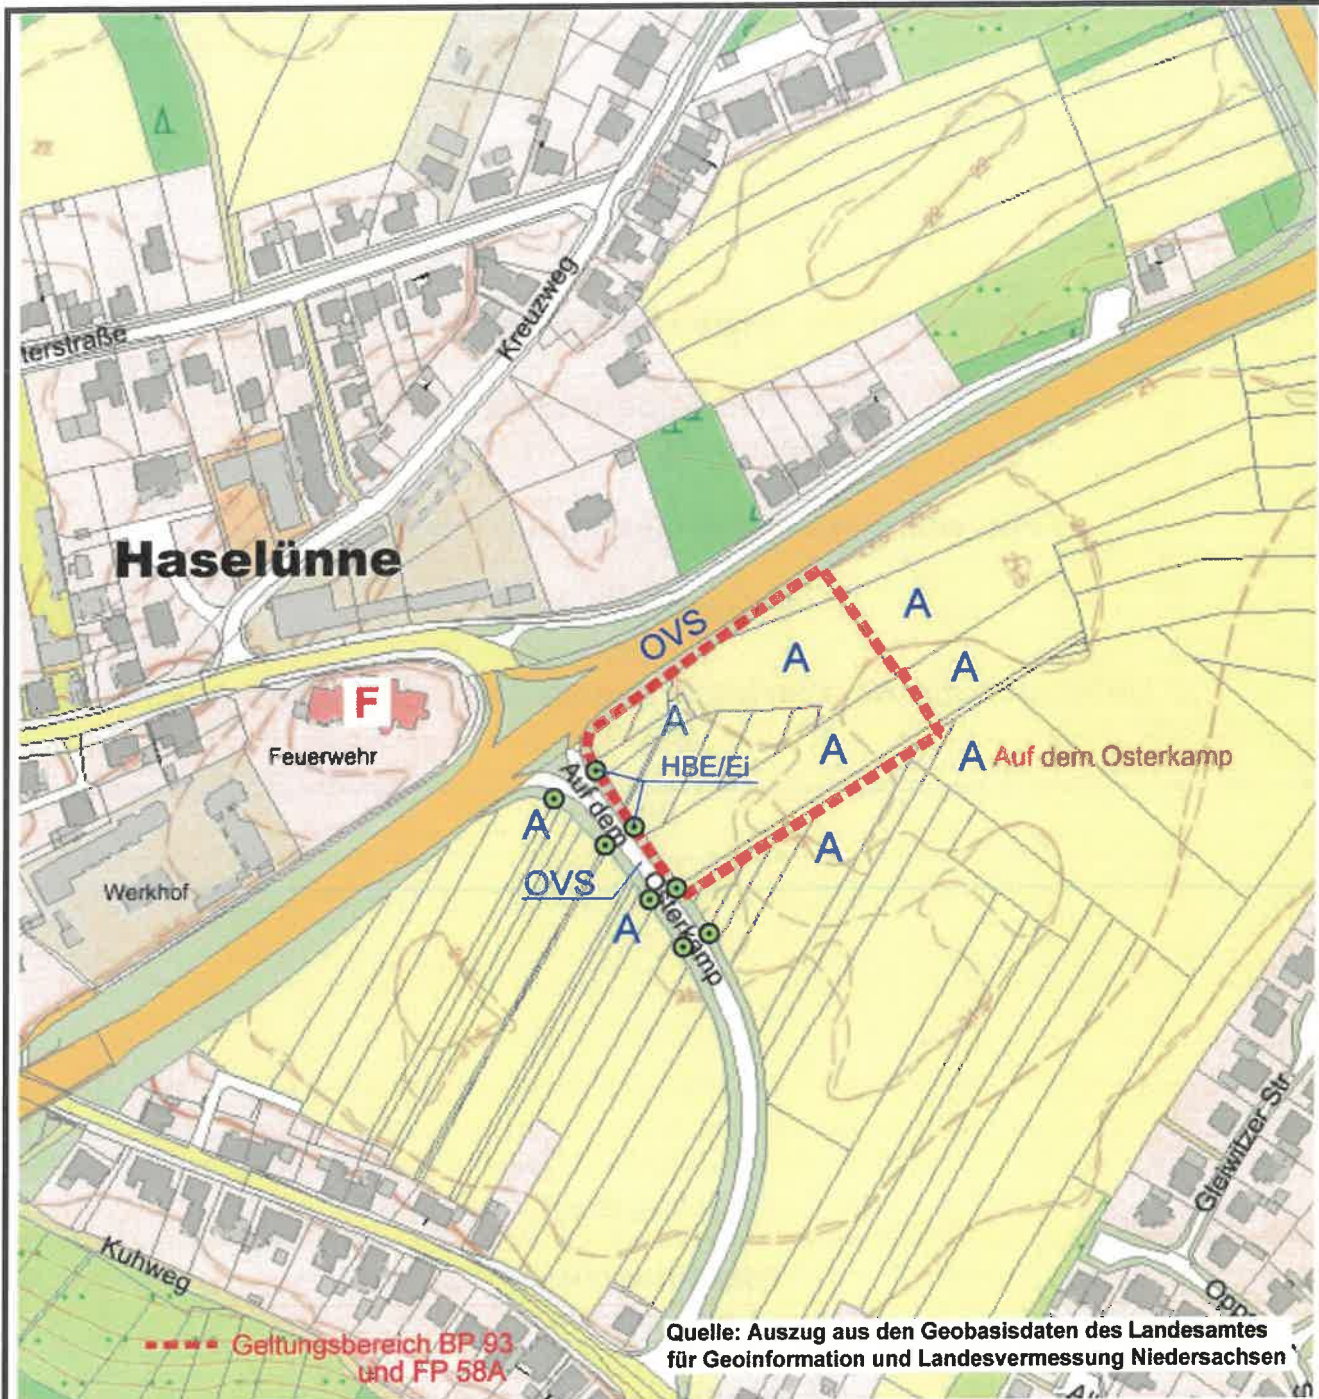 terstraße
Kreuzweg
Haselünne
OVS
A
A
A
F
Feuerwehr
A
HBE/Ei
A
A Auf dem Osterkamp
Auf dem Osterkamp
A
A
OVS
Werkhof
A
Gleiwitzer Str
Kuhweg
Oppe
Geltungsbereich BP 93
und FP 58A
Quelle: Auszug aus den Geobasisdaten des Landesamtes
für Geoinformation und Landesvermessung Niedersachsen